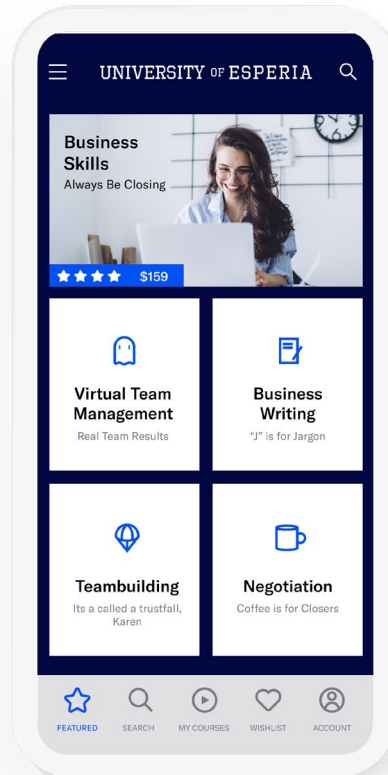 UNIVERSITY OF ESPERIA
Business
Skills
Always Be Closing
$159
Virtual Team
Management
Real Team Results
Business
Writing
"J" is for Jargon
Teambuilding
Its a called a trustfall,
Karen
Negotiation
Coffee is for Closers
FEATURED
SEARCH
MY COURSES
WISHLIST
ACCOUNT